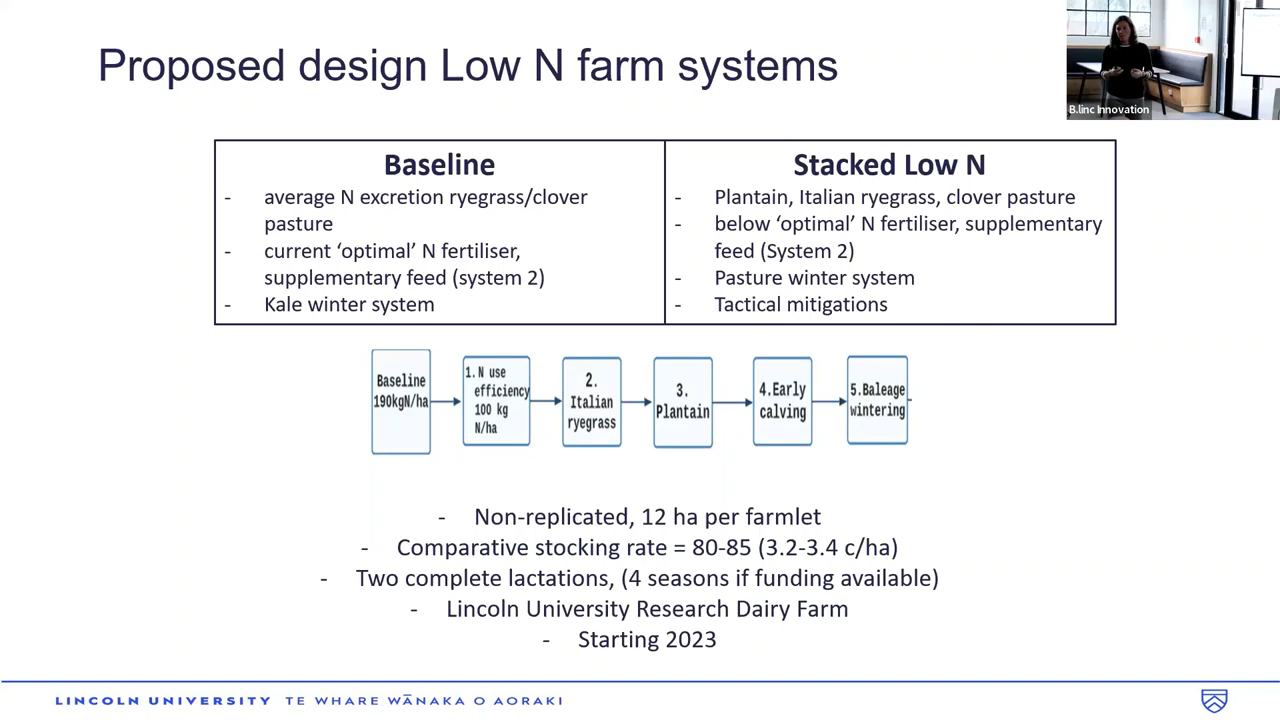 Proposed design Low N farm systems
B.linc Innovation
Baseline
- average N excretion ryegrass/clover
pasture
- current ‘optimal’ N fertiliser,
supplementary feed (system 2)
- Kale winter system
Stacked Low N
- Plantain, Italian ryegrass, clover pasture
- below ‘optimal’ N fertiliser, supplementary
feed (System 2)
- Pasture winter system
- Tactical mitigations
Baseline
190kgN/ha
1. N use
efficiency
100 kg
N/ha
2.
Italian
ryegrass
3.
Plantain
4.Early
calving
5.Baleage
wintering
- Non-replicated, 12 ha per farmlet
- Comparative stocking rate = 80-85 (3.2-3.4 c/ha)
- Two complete lactations, (4 seasons if funding available)
- Lincoln University Research Dairy Farm
- Starting 2023
LINCOLN UNIVERSITY TE WHARE WĀNAKA O AORAKI